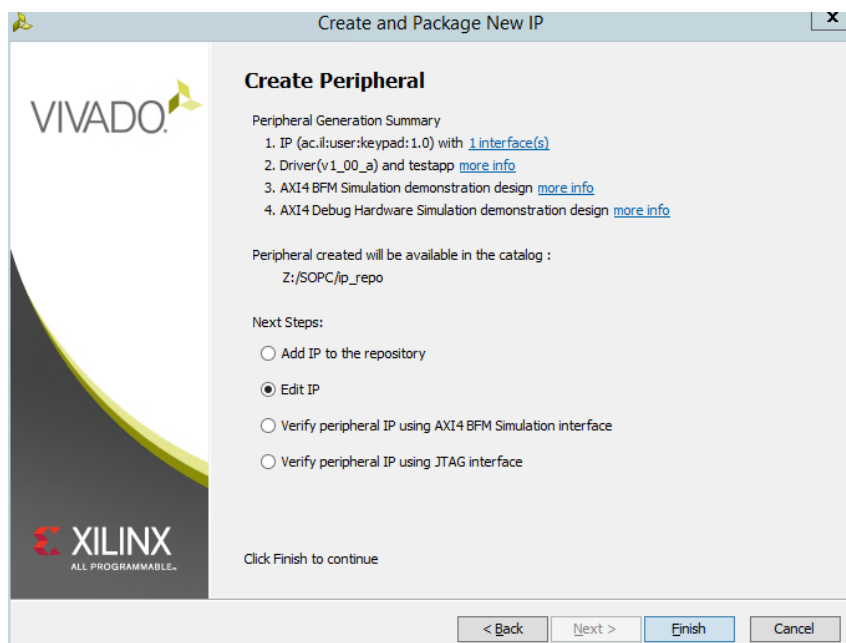 Create and Package New IP
X
VIVADO.
Create Peripheral
Peripheral Generation Summary
1. IP (ac.il:user:keypad:1.0) with 1 interface(s)
2. Driver(v1_00_a) and testapp more info
3. AXI4 BFM Simulation demonstration design more info
4. AXI4 Debug Hardware Simulation demonstration design more info
Peripheral created will be available in the catalog :
Z:/SOPC/ip_repo
Next Steps:
Add IP to the repository
Edit IP
Verify peripheral IP using AXI4 BFM Simulation interface
Verify peripheral IP using JTAG interface
XILINX
ALL PROGRAMMABLE™
Click Finish to continue
< Back
Next >
Finish
Cancel